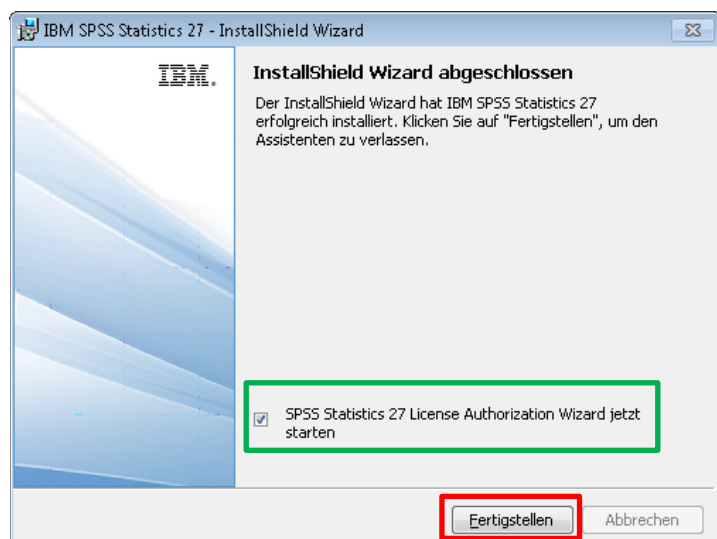 IBM SPSS Statistics 27 - InstallShield Wizard
IBM.
InstallShield Wizard abgeschlossen
Der InstallShield Wizard hat IBM SPSS Statistics 27
erfolgreich installiert. Klicken Sie auf "Fertigstellen", um den
Assistenten zu verlassen.
SPSS Statistics 27 License Authorization Wizard jetzt
starten
Fertigstellen
Abbrechen